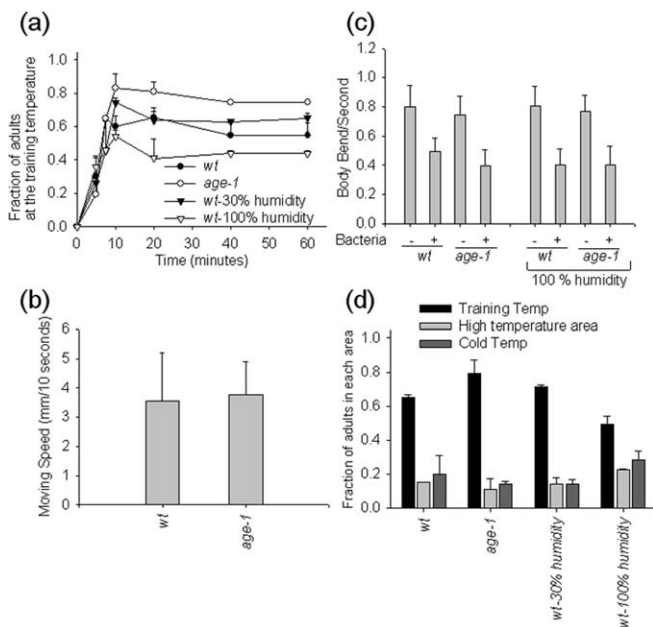 (a)
Fraction of adults
at the training temperature
1.0
0.8
0.6
0.4
0.2
0.0
0 10 20 30 40 50 60
Time (minutes)
wt
age-1
wt-30% humidity
wt-100% humidity
(b)
Moving Speed (mm/10 seconds)
6
5
4
3
2
1
0
wt
age-1
(c)
Body Bend/Second
1.2
1.0
0.8
0.6
0.4
0.2
0.0
Bacteria - + - + - + - +
wt age-1 wt age-1
100 % humidity
(d)
Training Temp
High temperature area
Cold Temp
Fraction of adults in each area
1.0
0.8
0.6
0.4
0.2
0.0
wt
age-1
wt-30% humidity
wt-100% humidity